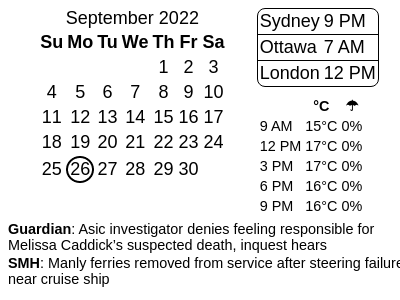 September 2022
Su Mo Tu We Th Fr Sa
1 2 3
4 5 6 7 8 9 10
11 12 13 14 15 16 17
18 19 20 21 22 23 24
25 26 27 28 29 30
Sydney 9 PM
Ottawa 7 AM
London 12 PM
°C ☂
9 AM 15°C 0%
12 PM 17°C 0%
3 PM 17°C 0%
6 PM 16°C 0%
9 PM 16°C 0%
Guardian: Asic investigator denies feeling responsible for
Melissa Caddick's suspected death, inquest hears
SMH: Manly ferries removed from service after steering failure
near cruise ship